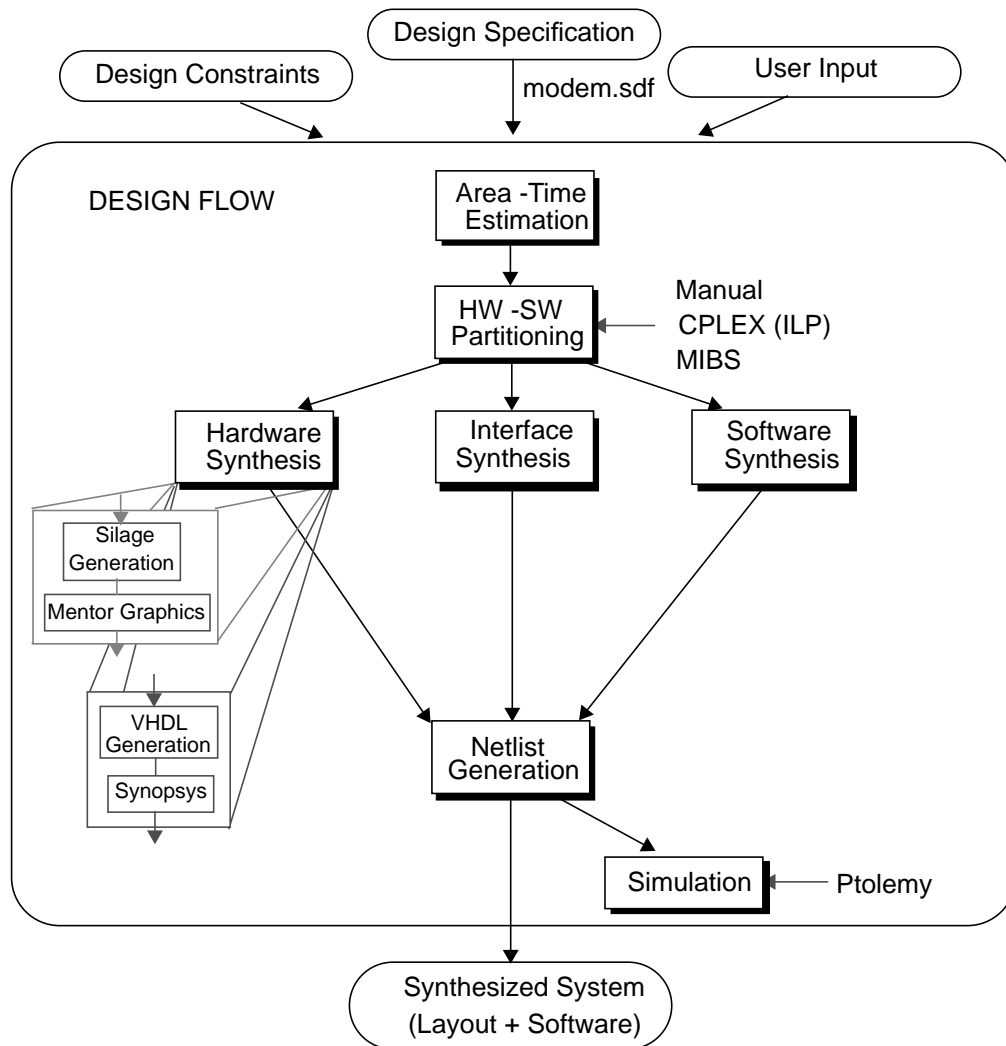 Design Specification
Design Constraints
User Input
modem.sdf
DESIGN FLOW
Area -Time
Estimation
HW -SW
Partitioning
Manual
CPLEX (ILP)
MIBS
Hardware
Synthesis
Interface
Synthesis
Software
Synthesis
Silage
Generation
Mentor Graphics
VHDL
Generation
Synopsys
Netlist
Generation
Simulation
Ptolemy
Synthesized System
(Layout + Software)